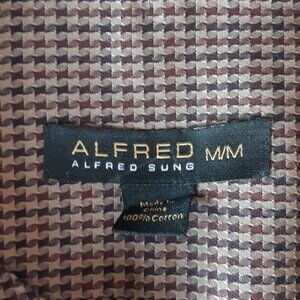 ALFRED M/M
ALFRED SUNG
Made in
China
100% Cotton